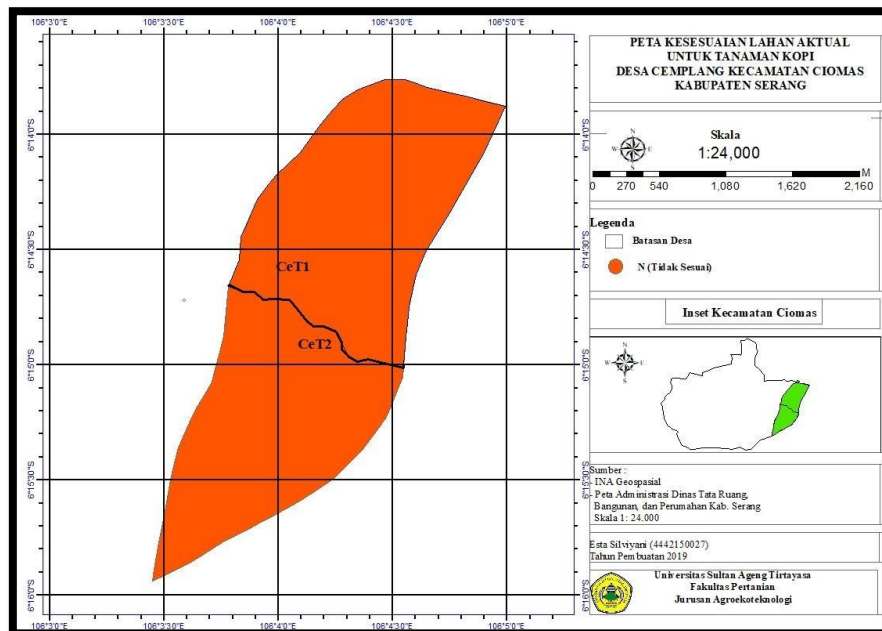 106°3'0"E 106°3'30"E 106°4'0"E 106°4'30"E 106°5'0"E
6°14'0"S
6°14'30"S
6°15'0"S
6°15'30"S
6°16'0"S
CeT1
CeT2
6°14'0"S
6°14'30"S
6°15'0"S
6°15'30"S
6°16'0"S
106°3'0"E 106°3'30"E 106°4'0"E 106°4'30"E 106°5'0"E
PETA KESESUAIAN LAHAN AKTUAL
UNTUK TANAMAN KOPI
DESA CEMPLANG KECAMATAN CIOMAS
KABUPATEN SERANG
N
W E
S
Skala
1:24,000
M
0 270 540 1,080 1,620 2,160
Legenda
Batasan Desa
N (Tidak Sesuai)
Inset Kecamatan Ciomas
N
W E
S
Sumber :
- INA Geospasial
- Peta Administrasi Dinas Tata Ruang,
Bangunan, dan Perumahan Kab. Serang
Skala 1: 24.000
Esta Silviyani (4442150027)
Tahun Pembuatan 2019
Universitas Sultan Ageng Tirtayasa
Fakultas Pertanian
Jurusan Agroekoteknologi